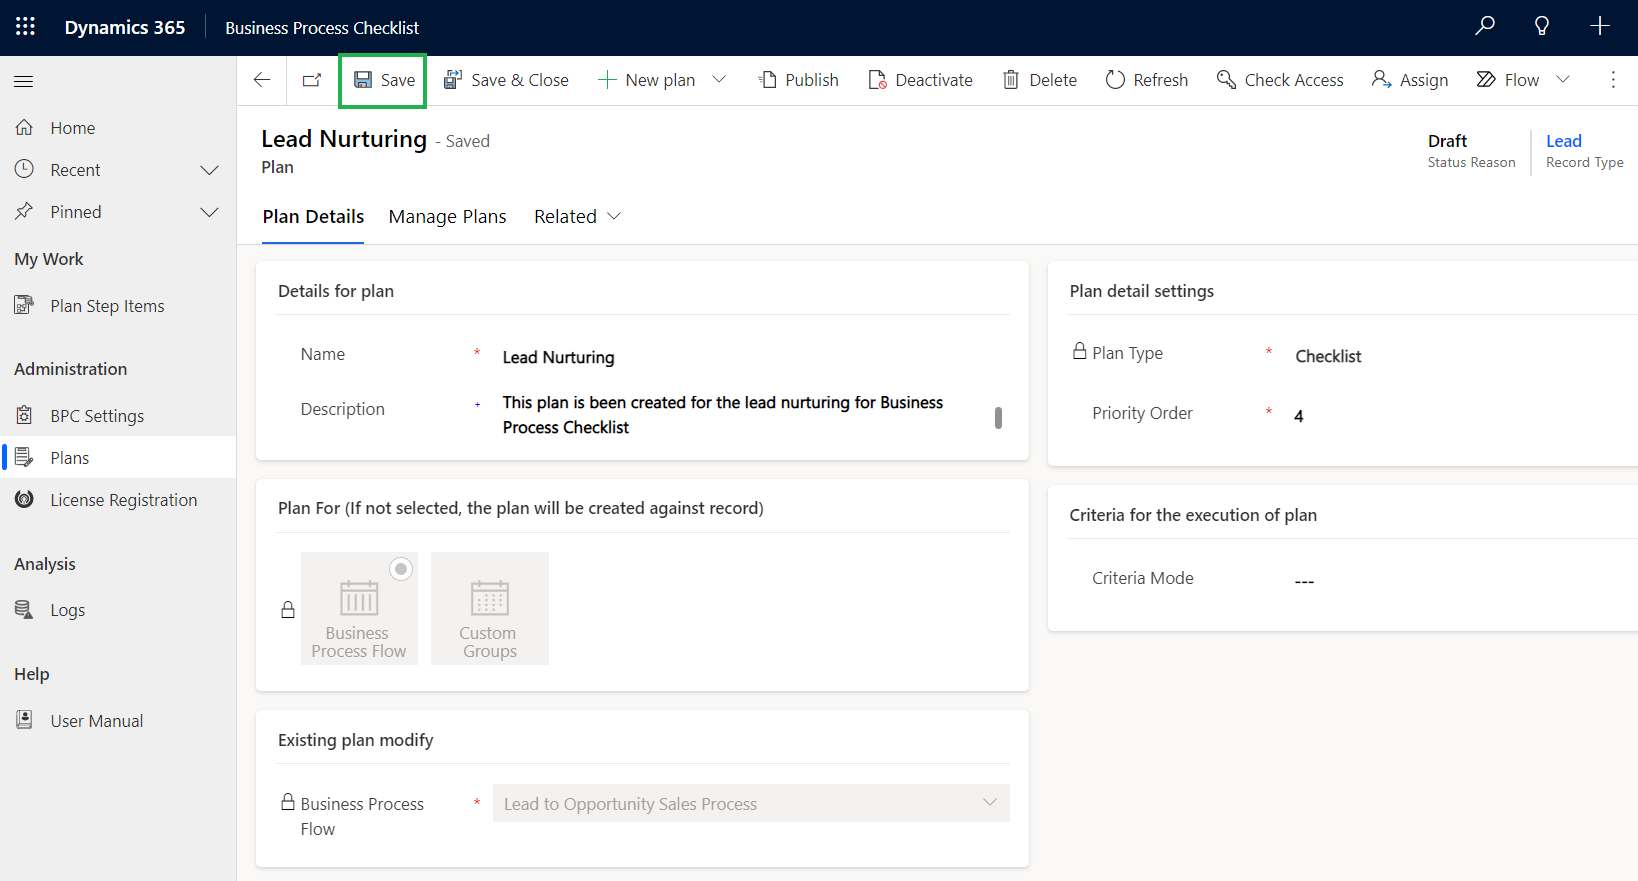 Dynamics 365
Business Process Checklist
Save
Save & Close
New plan
Publish
Deactivate
Delete
Refresh
Check Access
Assign
Flow
Home
Recent
Pinned
My Work
Plan Step Items
Administration
BPC Settings
Plans
License Registration
Analysis
Logs
Help
User Manual
Lead Nurturing - Saved
Plan
Draft
Status Reason
Lead
Record Type
Plan Details
Manage Plans
Related
Details for plan
Name * Lead Nurturing
Description + This plan is been created for the lead nurturing for Business
Process Checklist
Plan For (If not selected, the plan will be created against record)
Business
Process Flow
Custom
Groups
Existing plan modify
Business Process
Flow
* Lead to Opportunity Sales Process
Plan detail settings
Plan Type * Checklist
Priority Order * 4
Criteria for the execution of plan
Criteria Mode ---